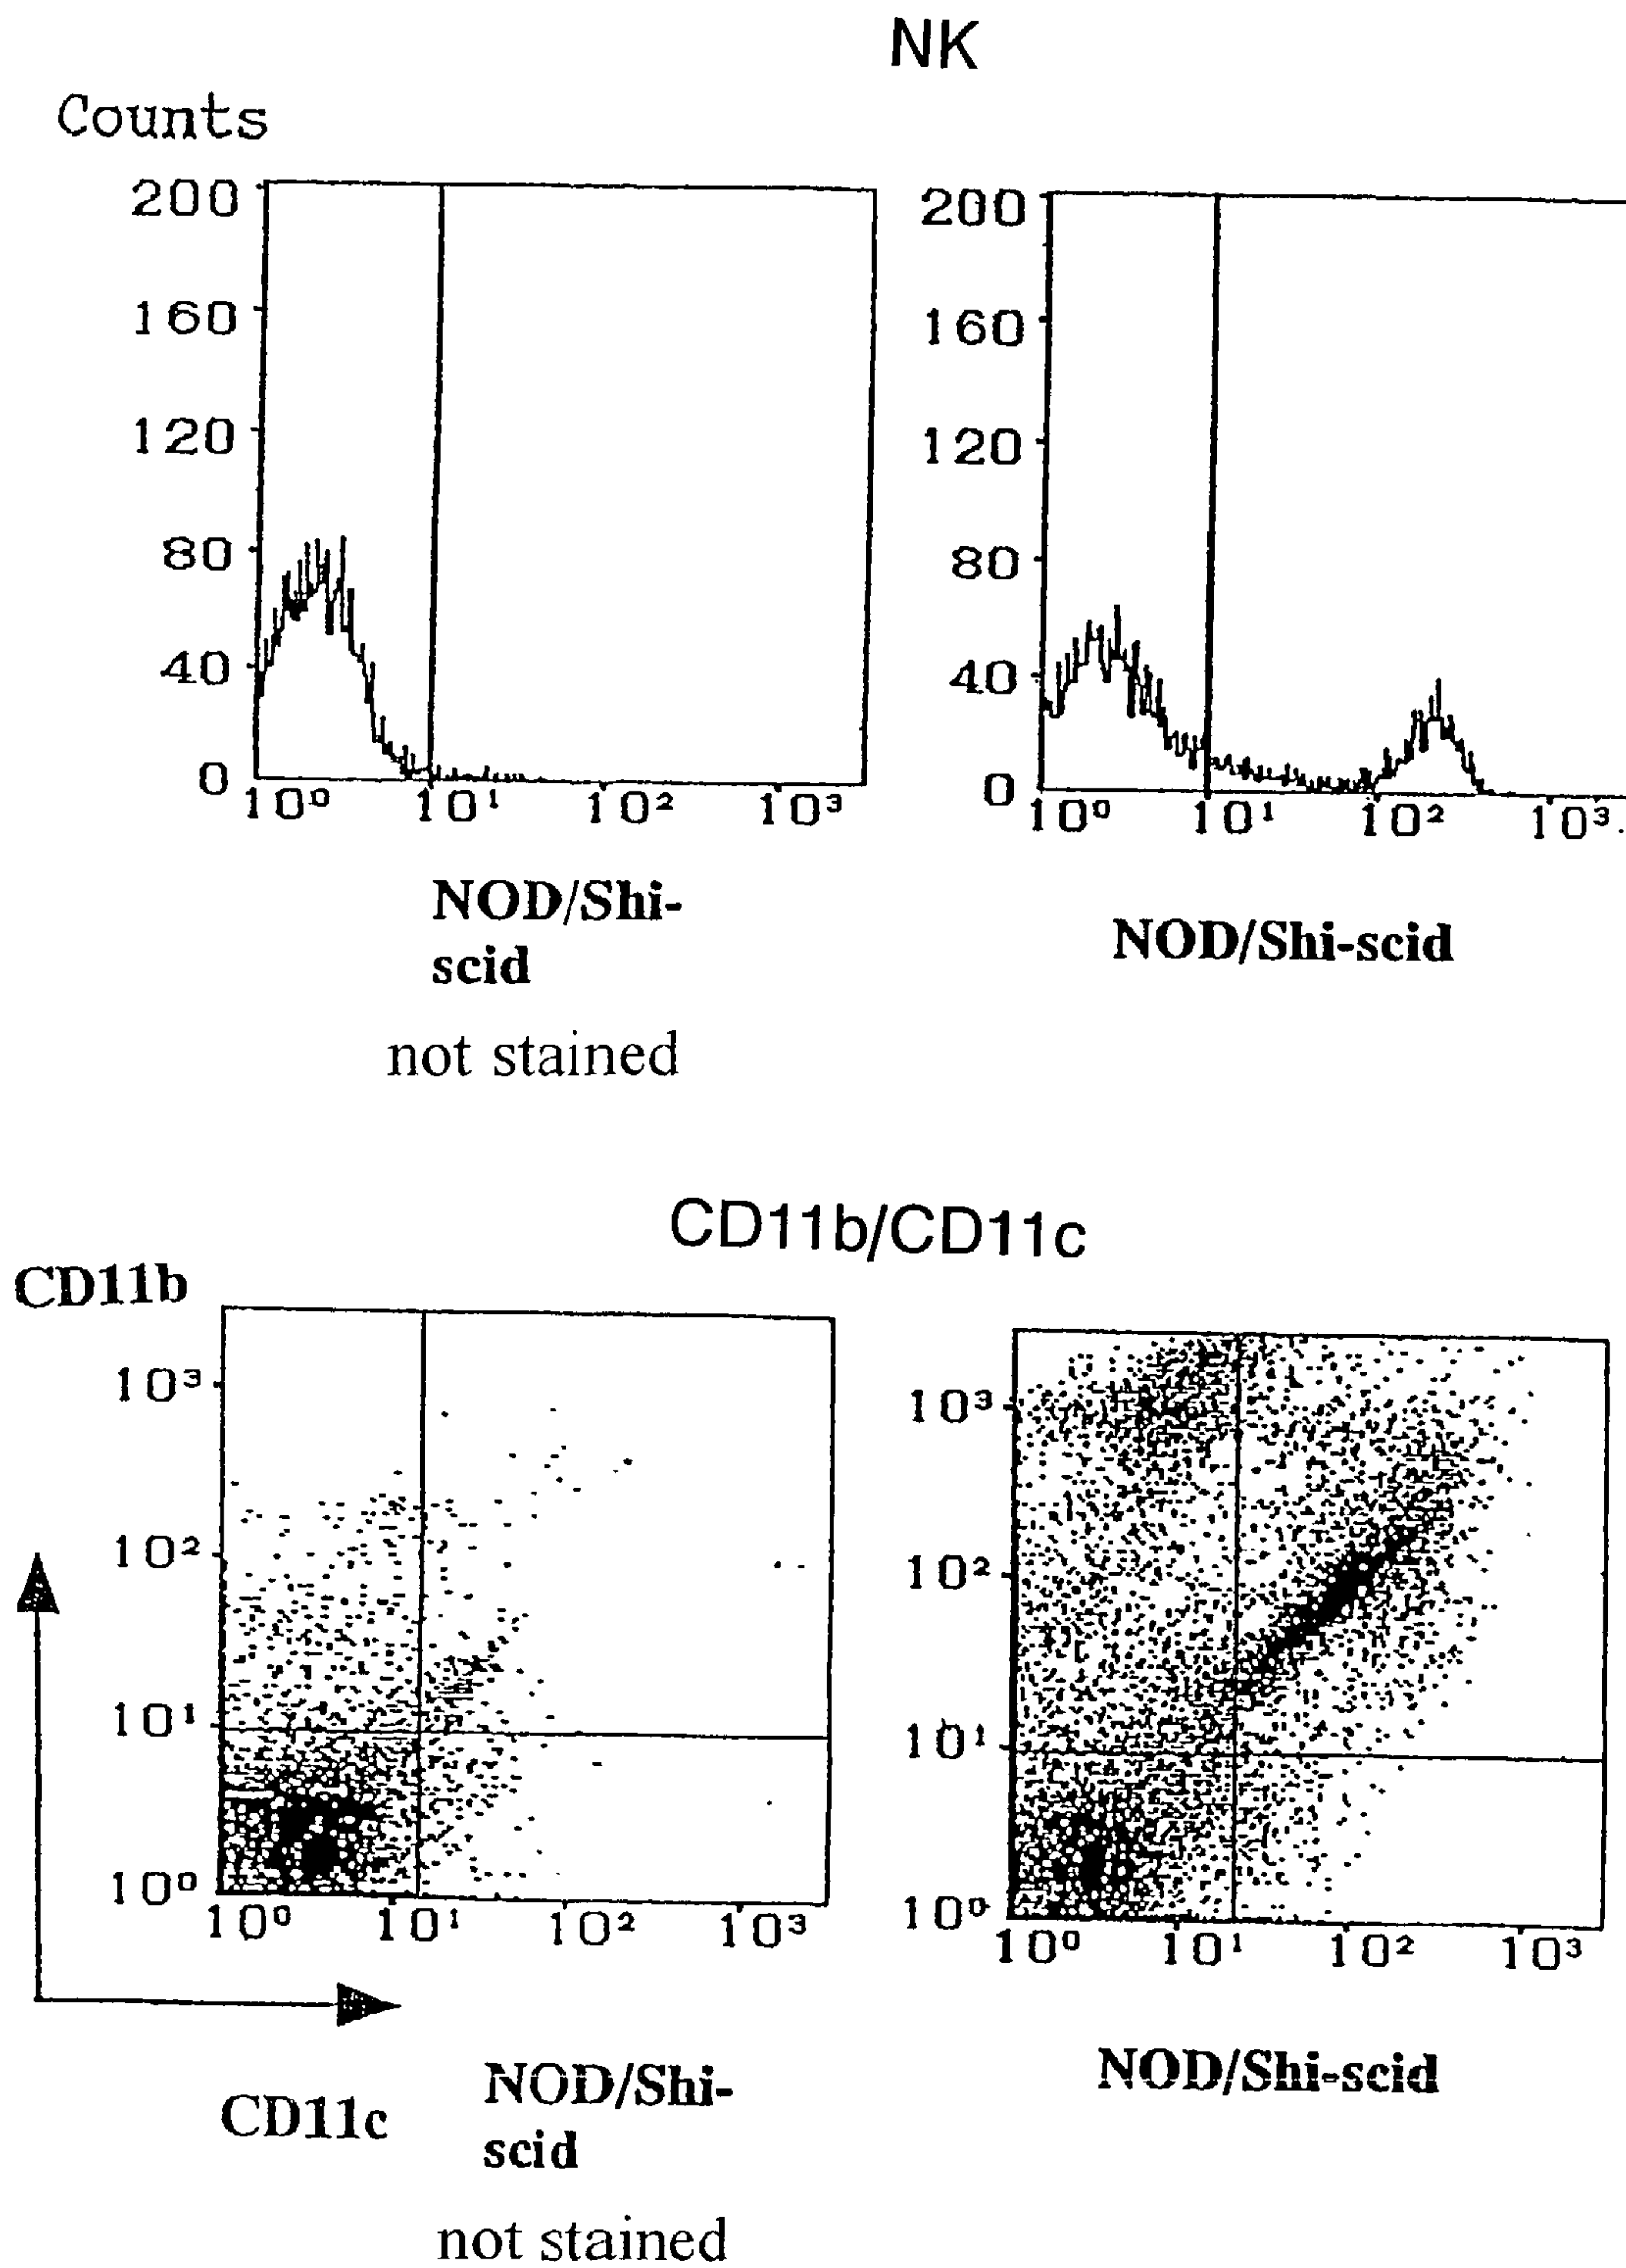 NK
Counts
200
160
120
80
40
0
10⁰ 10¹ 10² 10³
200
160
120
80
40
0
10⁰ 10¹ 10² 10³
NOD/Shi-
scid
not stained
NOD/Shi-scid
CD11b/CD11c
CD11b
10³
10²
10¹
10⁰
10⁰ 10¹ 10² 10³
10³
10²
10¹
10⁰
10⁰ 10¹ 10² 10³
CD11c
NOD/Shi-
scid
not stained
NOD/Shi-scid